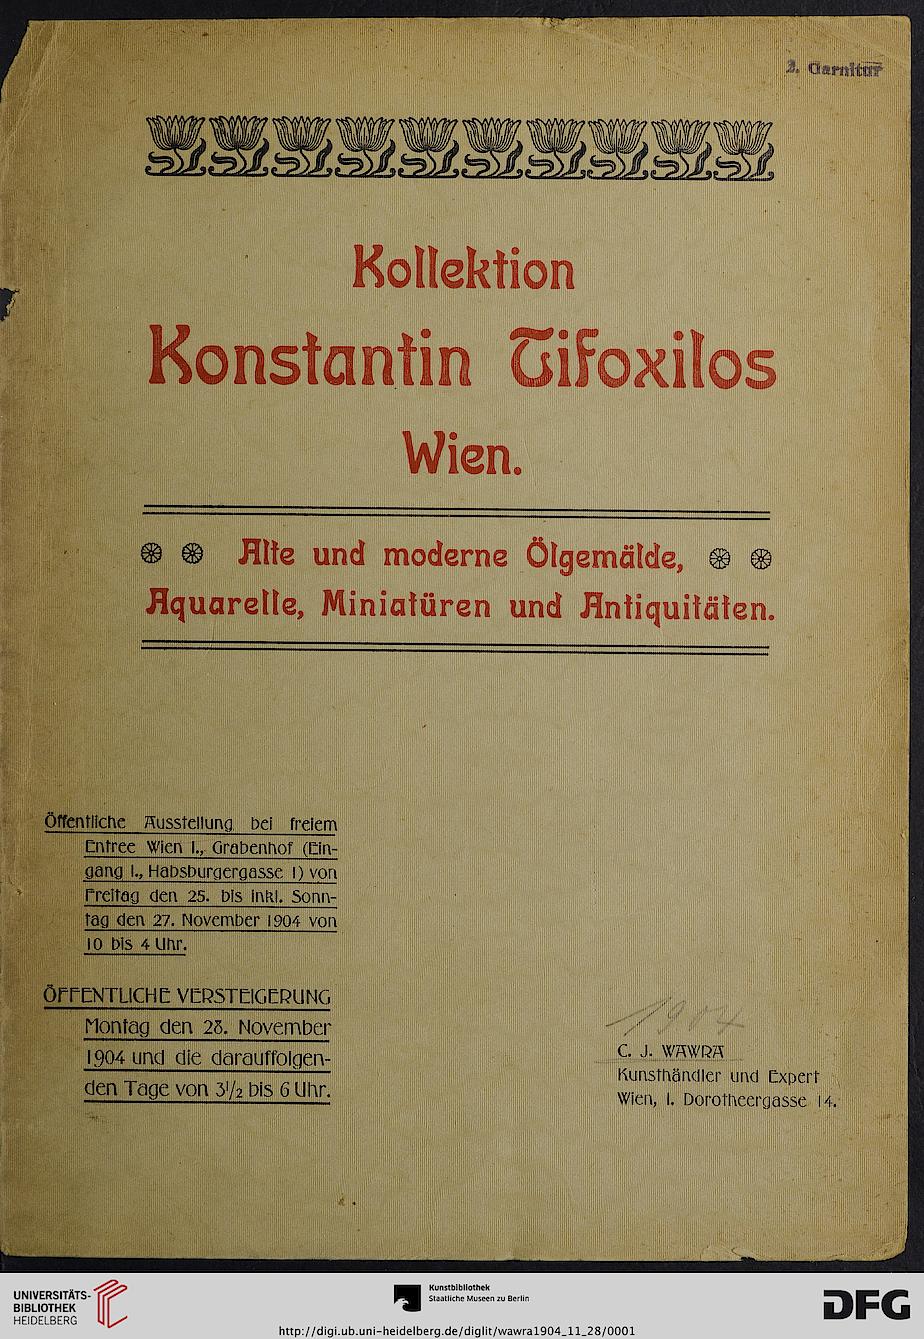 2. Garnitur
Kollektion
Konstantin Tifoxilos
Wien.
Alte und moderne Ölgemälde,
Aquarelle, Miniatüren und Antiquitäten.
Öffentliche Ausstellung bei freiem
Entree Wien I., Grabenhof (Ein-
gang I., Habsburgergasse 1) von
Freitag den 25. bis inkl. Sonn-
tag den 27. November 1904 von
10 bis 4 Uhr.
ÖFFENTLICHE VERSTEIGERUNG
Montag den 28. November
1904 und die darauffolgen-
den Tage von 3½ bis 6 Uhr.
1904
C. J. WAWRA
Kunsthändler und Expert
Wien, I. Dorotheergasse 14.
UNIVERSITÄTS-
BIBLIOTHEK
HEIDELBERG
Kunstbibliothek
Staatliche Museen zu Berlin
DFG
http://digi.ub.uni-heidelberg.de/diglit/wawra1904_11_28/0001